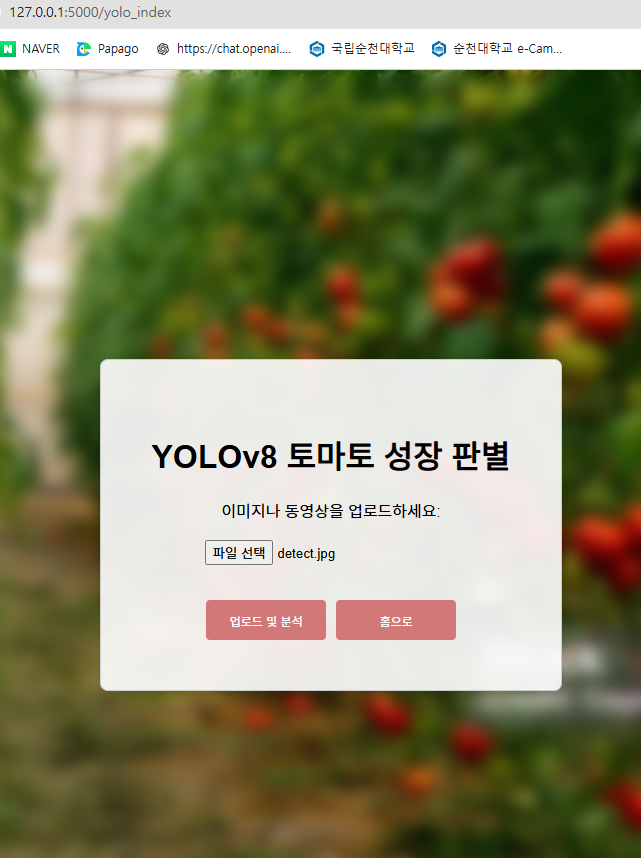 127.0.0.1:5000/yolo_index
N NAVER Papago https://chat.openai.... 국립순천대학교 순천대학교 e-Cam...
YOLOv8 토마토 성장 판별
이미지나 동영상을 업로드하세요:
파일 선택 detect.jpg
업로드 및 분석 홈으로